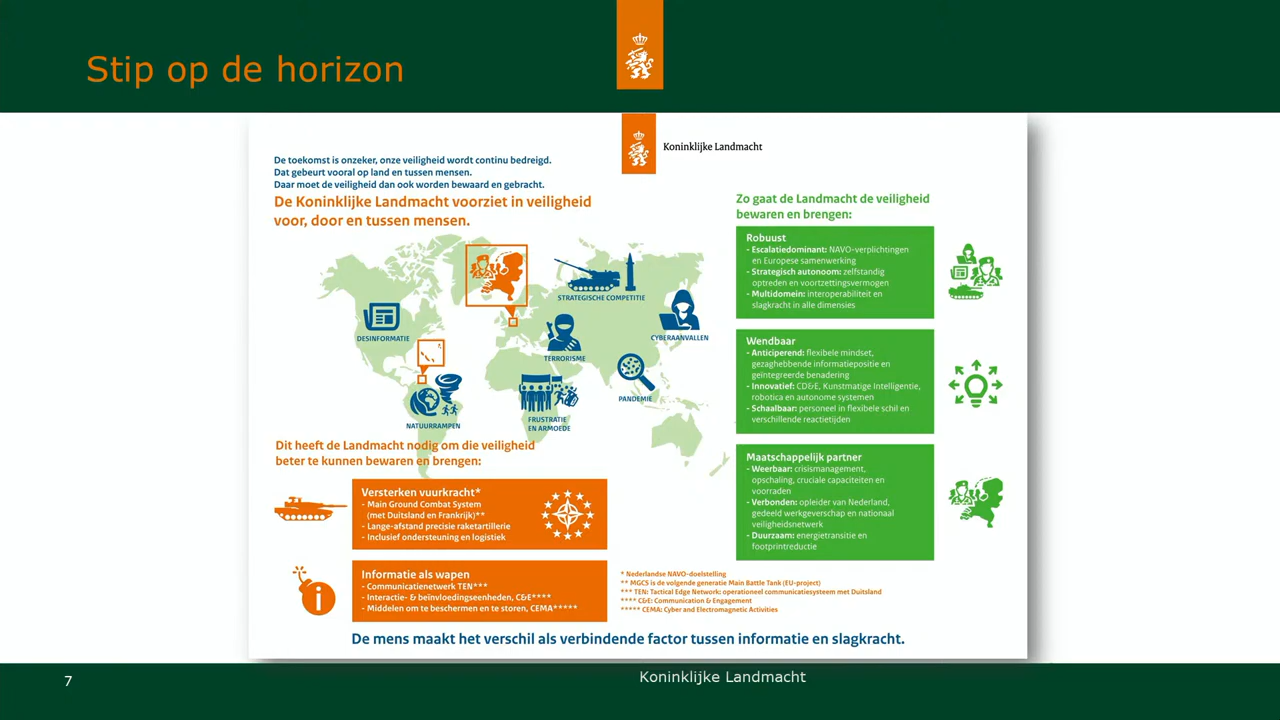 Stip op de horizon
Koninklijke Landmacht
De toekomst is onzeker, onze veiligheid wordt continu bedreigd.
Dat gebeurt vooral op land en tussen mensen.
Daar moet de veiligheid dan ook worden bewaard en gebracht.
De Koninklijke Landmacht voorziet in veiligheid
voor, door en tussen mensen.
STRATEGISCHE COMPETITIE
DESINFORMATIE
CYBERAANVALLEN
TERRORISME
PANDEMIE
NATUURRAMPEN
FRUSTRATIE
EN ARMOEDE
Dit heeft de Landmacht nodig om die veiligheid
beter te kunnen bewaren en brengen:
Versterken vuurkracht*
- Main Ground Combat System
(met Duitsland en Frankrijk)**
- Lange-afstand precisie raketartillerie
- Inclusief ondersteuning en logistiek
Informatie als wapen
- Communicatienetwerk TEN***
- Interactie- & beïnvloedingseenheden, C&E****
- Middelen om te beschermen en te storen, CEMA*****
Zo gaat de Landmacht de veiligheid
bewaren en brengen:
Robuust
- Escalatiedominant: NAVO-verplichtingen
en Europese samenwerking
- Strategisch autonoom: zelfstandig
optreden en voortzettingsvermogen
- Multidomein: interoperabiliteit en
slagkracht in alle dimensies
Wendbaar
- Anticiperend: flexibele mindset,
gezaghebbende informatiepositie en
geïntegreerde benadering
- Innovatief: CD&E, Kunstmatige Intelligentie,
robotica en autonome systemen
- Schaalbaar: personeel in flexibele schil en
verschillende reactietijden
Maatschappelijk partner
- Weerbaar: crisismanagement,
opschaling, cruciale capaciteiten en
voorraden
- Verbonden: opleider van Nederland,
gedeeld werkgeverschap en nationaal
veiligheidsnetwerk
- Duurzaam: energietransitie en
footprintreductie
* Nederlandse NAVO-doelstelling
** MGCS is de volgende generatie Main Battle Tank (EU-project)
*** TEN: Tactical Edge Network: operationeel communicatiesysteem met Duitsland
**** C&E: Communication & Engagement
***** CEMA: Cyber and Electromagnetic Activities
De mens maakt het verschil als verbindende factor tussen informatie en slagkracht.
7
Koninklijke Landmacht